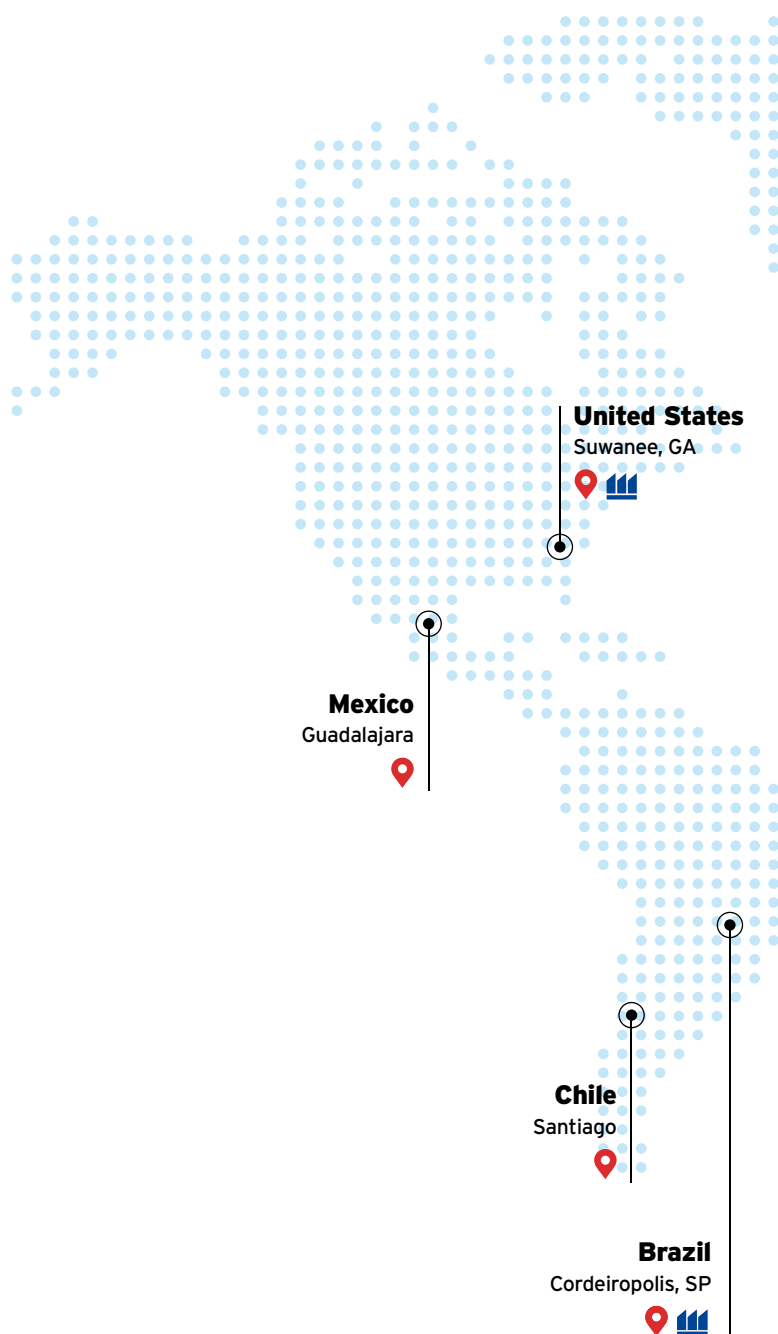 United States
Suwanee, GA
Mexico
Guadalajara
Chile
Santiago
Brazil
Cordeiropolis, SP